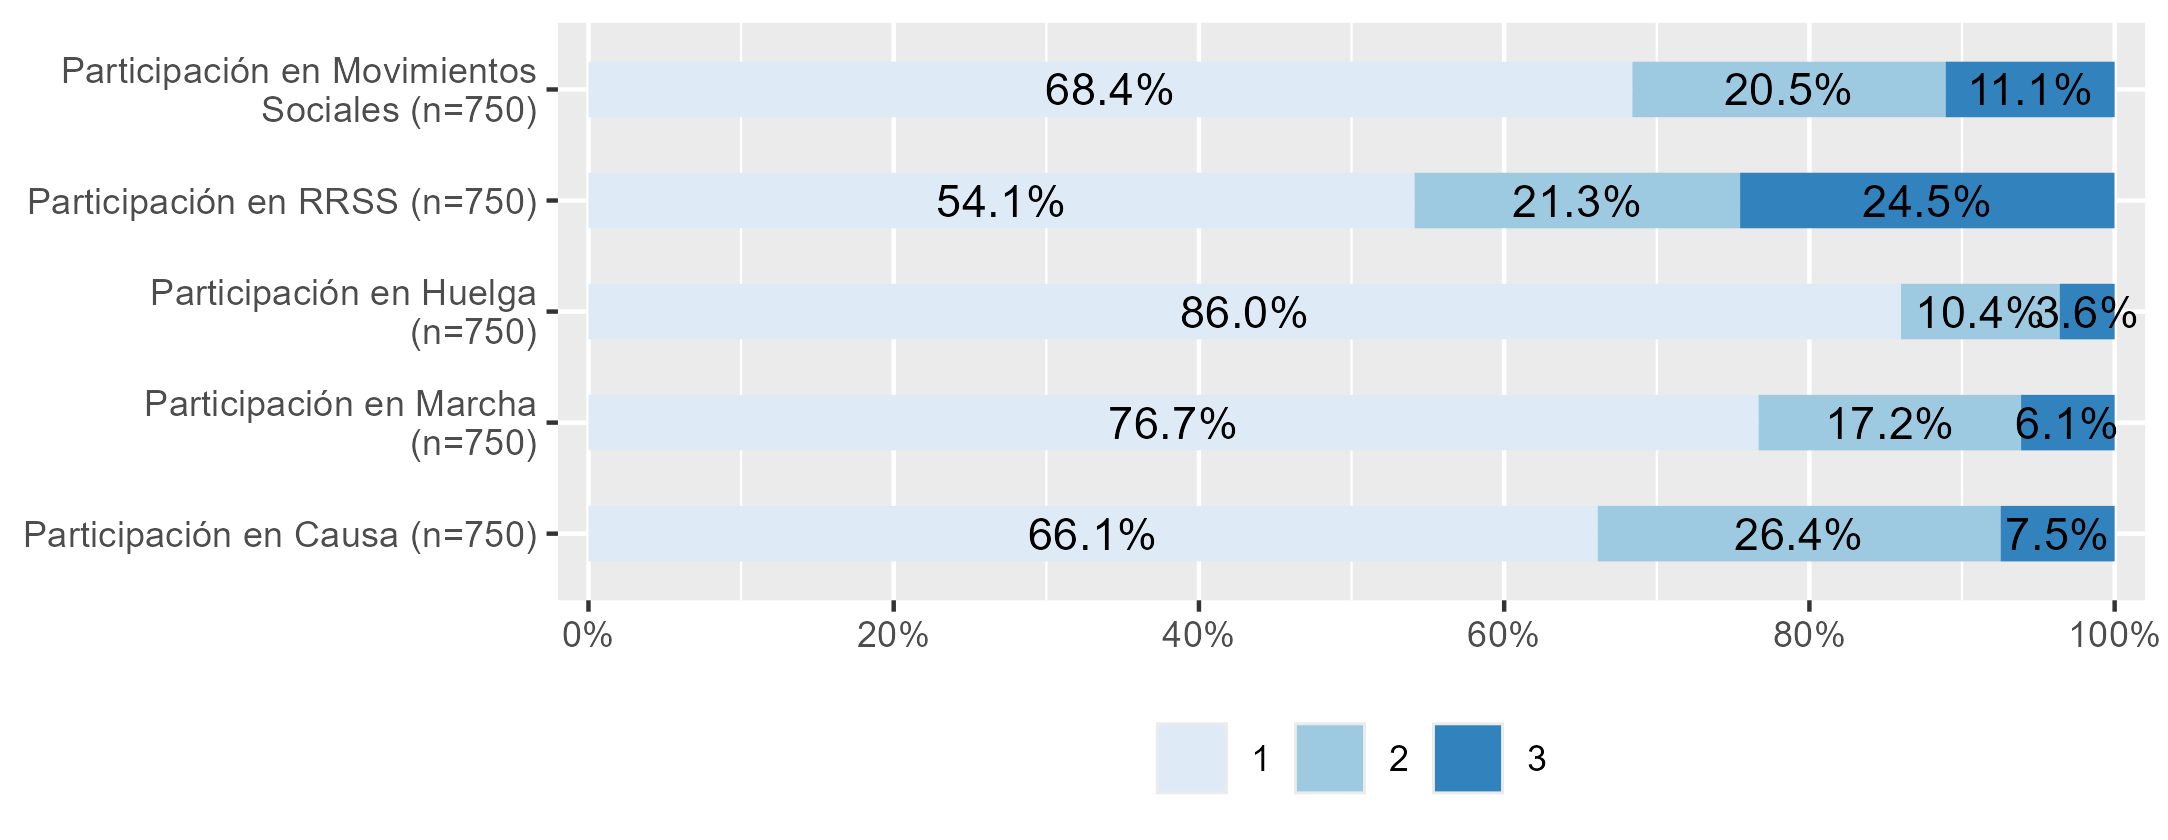 Participación en Movimientos
Sociales (n=750)
68.4% 20.5% 11.1%
Participación en RRSS (n=750)
54.1% 21.3% 24.5%
Participación en Huelga
(n=750)
86.0% 10.4% 3.6%
Participación en Marcha
(n=750)
76.7% 17.2% 6.1%
Participación en Causa (n=750)
66.1% 26.4% 7.5%
0% 20% 40% 60% 80% 100%
1 2 3